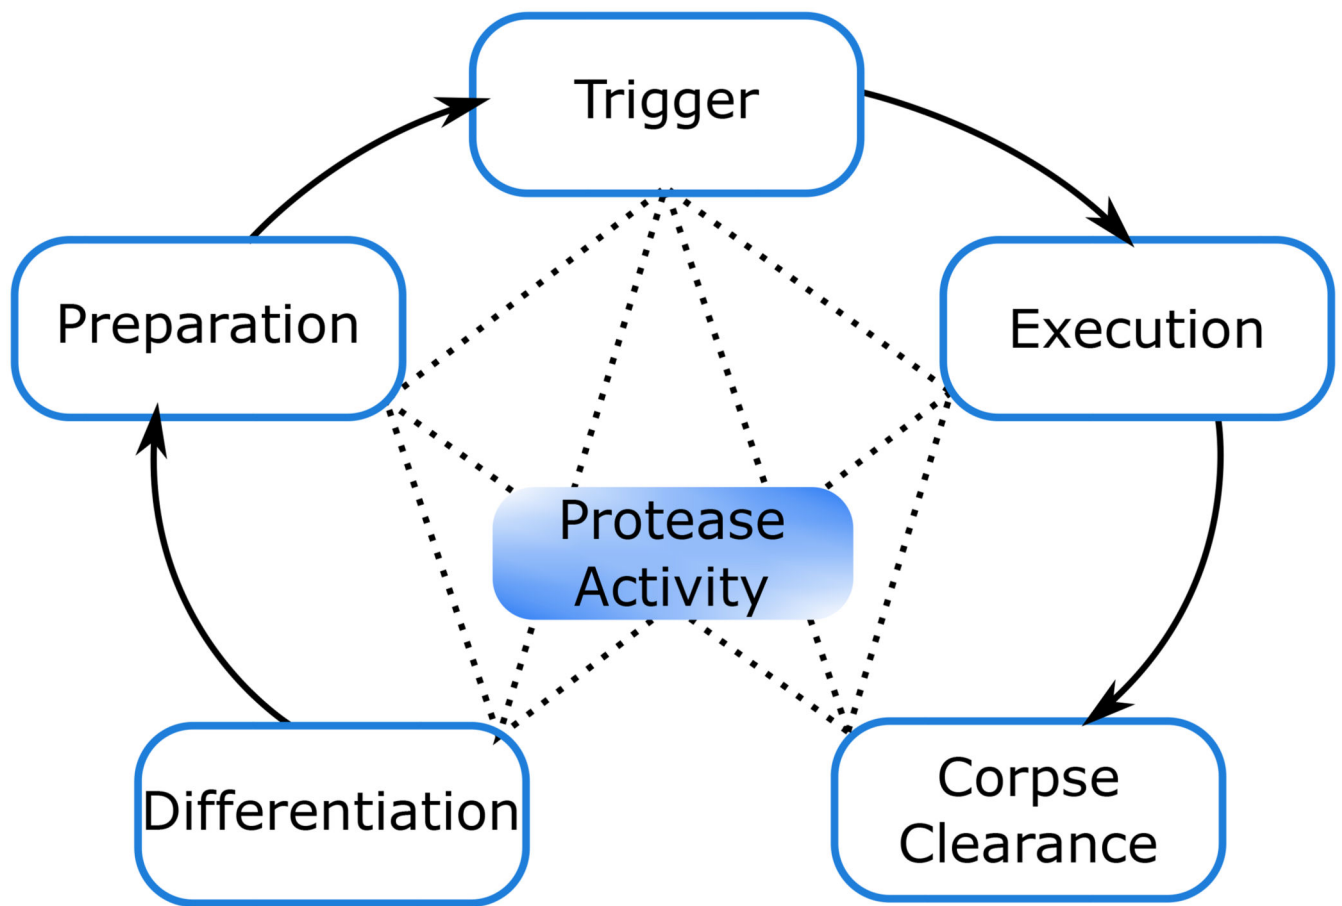 Trigger
Preparation
Execution
Protease
Activity
Differentiation
Corpse
Clearance